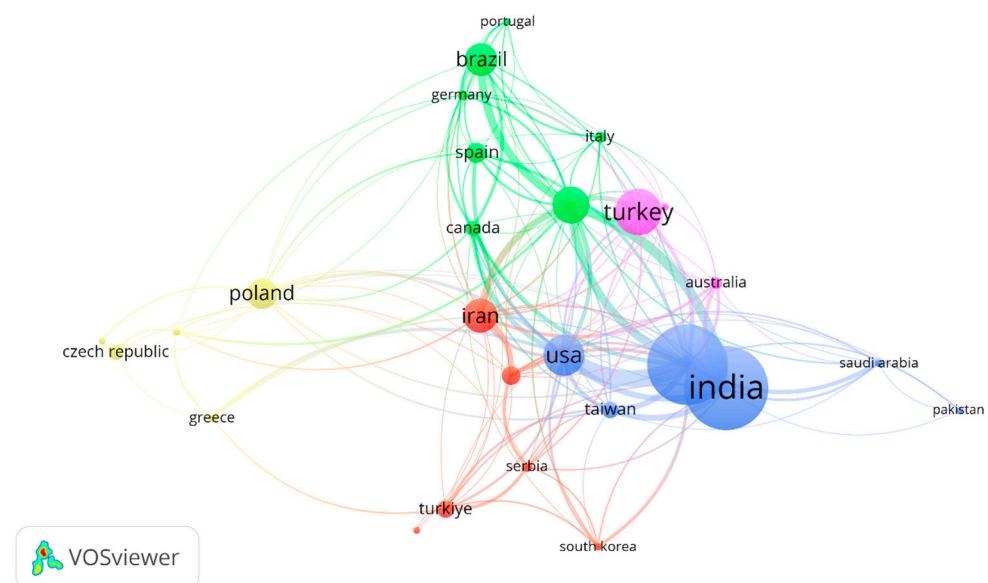 portugal
brazil
germany
italy
spain
turkey
canada
australia
poland
iran
czech republic
usa
saudi arabia
india
taiwan
pakistan
greece
serbia
turkiye
south korea
VOSviewer